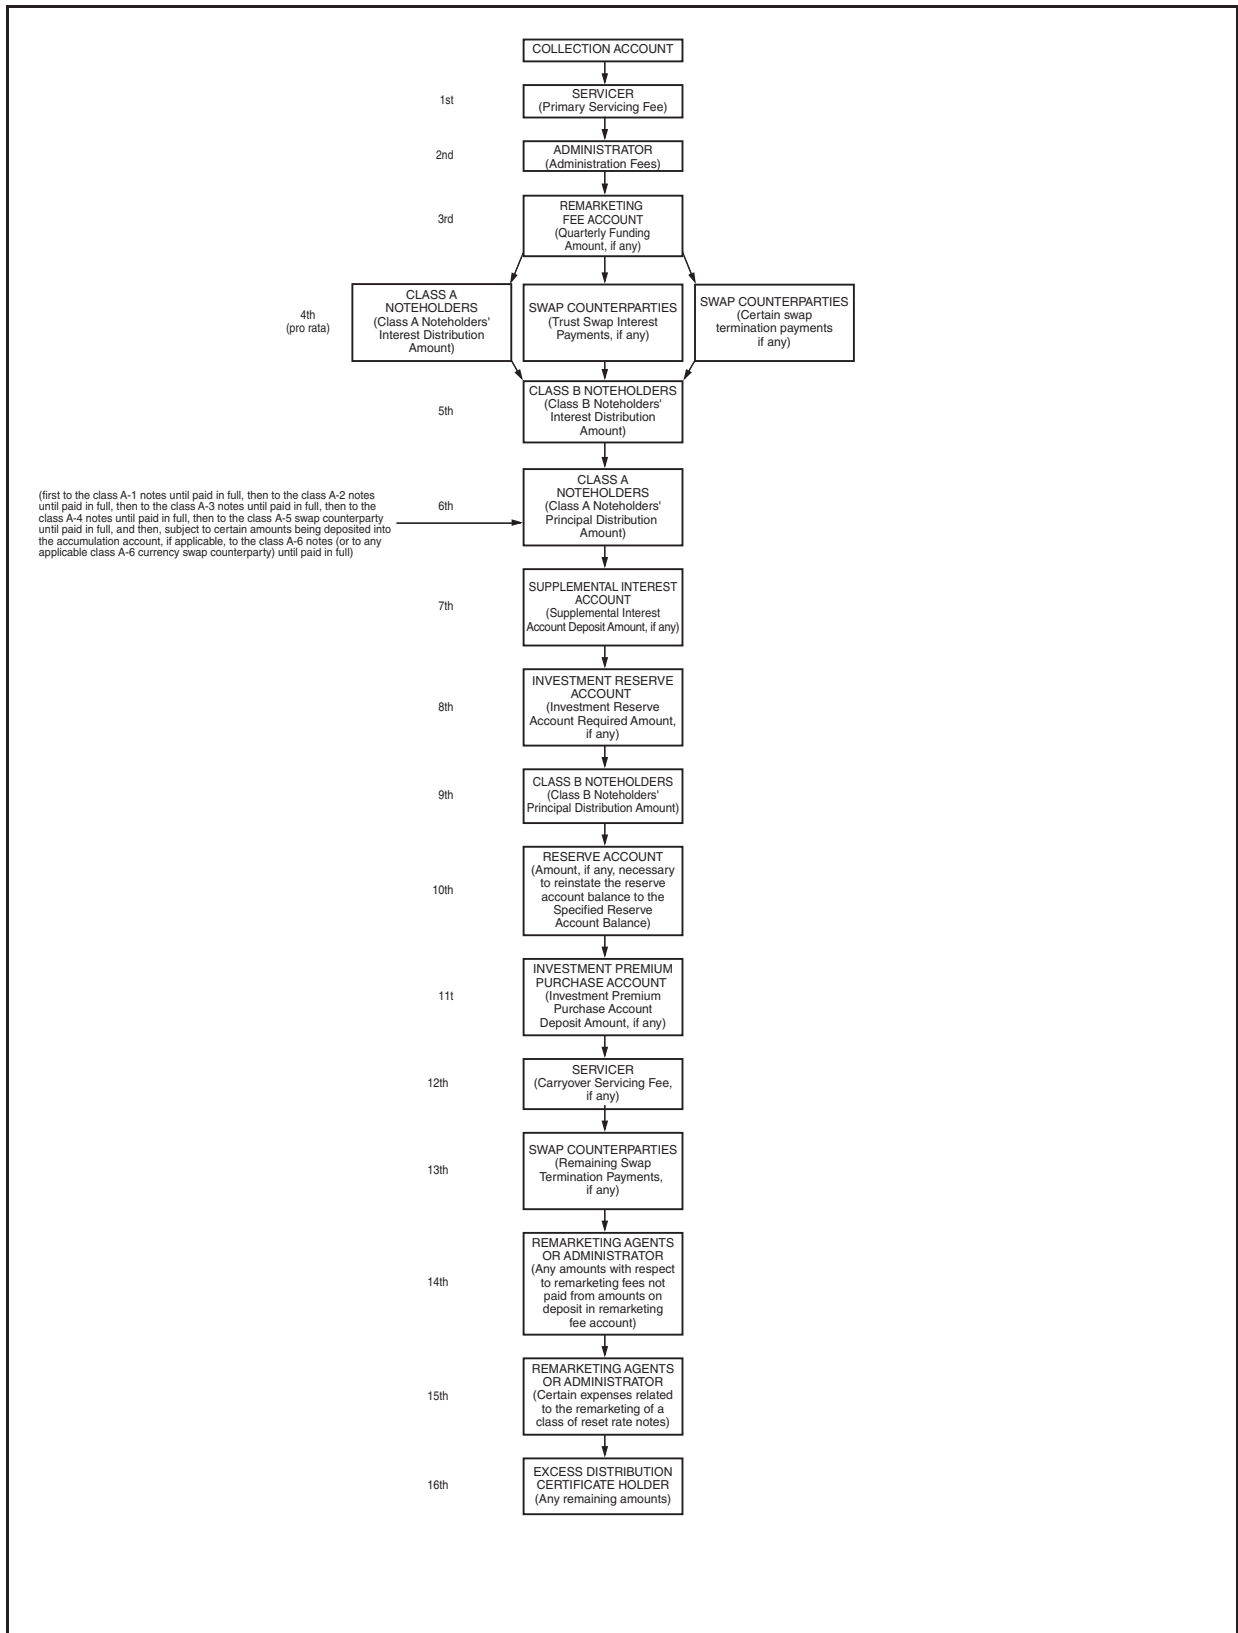 COLLECTION ACCOUNT
1st
SERVICER
(Primary Servicing Fee)
2nd
ADMINISTRATOR
(Administration Fees)
3rd
REMARKETING
FEE ACCOUNT
(Quarterly Funding
Amount, if any)
4th
(pro rata)
CLASS A
NOTEHOLDERS
(Class A Noteholders'
Interest Distribution
Amount)
SWAP COUNTERPARTIES
(Trust Swap Interest
Payments, if any)
SWAP COUNTERPARTIES
(Certain swap
termination payments
if any)
5th
CLASS B NOTEHOLDERS
(Class B Noteholders'
Interest Distribution
Amount)
(first to the class A-1 notes until paid in full, then to the class A-2 notes
until paid in full, then to the class A-3 notes until paid in full, then to the
class A-4 notes until paid in full, then to the class A-5 swap counterparty
until paid in full, and then, subject to certain amounts being deposited into
the accumulation account, if applicable, to the class A-6 notes (or to any
applicable class A-6 currency swap counterparty) until paid in full)
6th
CLASS A
NOTEHOLDERS
(Class A Noteholders'
Principal Distribution
Amount)
7th
SUPPLEMENTAL INTEREST
ACCOUNT
(Supplemental Interest
Account Deposit Amount, if any)
8th
INVESTMENT RESERVE
ACCOUNT
(Investment Reserve
Account Required Amount,
if any)
9th
CLASS B NOTEHOLDERS
(Class B Noteholders'
Principal Distribution Amount)
10th
RESERVE ACCOUNT
(Amount, if any, necessary
to reinstate the reserve
account balance to the
Specified Reserve
Account Balance)
11t
INVESTMENT PREMIUM
PURCHASE ACCOUNT
(Investment Premium
Purchase Account
Deposit Amount, if any)
12th
SERVICER
(Carryover Servicing Fee,
if any)
13th
SWAP COUNTERPARTIES
(Remaining Swap
Termination Payments,
if any)
14th
REMARKETING AGENTS
OR ADMINISTRATOR
(Any amounts with respect
to remarketing fees not
paid from amounts on
deposit in remarketing
fee account)
15th
REMARKETING AGENTS
OR ADMINISTRATOR
(Certain expenses related
to the remarketing of a
class of reset rate notes)
16th
EXCESS DISTRIBUTION
CERTIFICATE HOLDER
(Any remaining amounts)